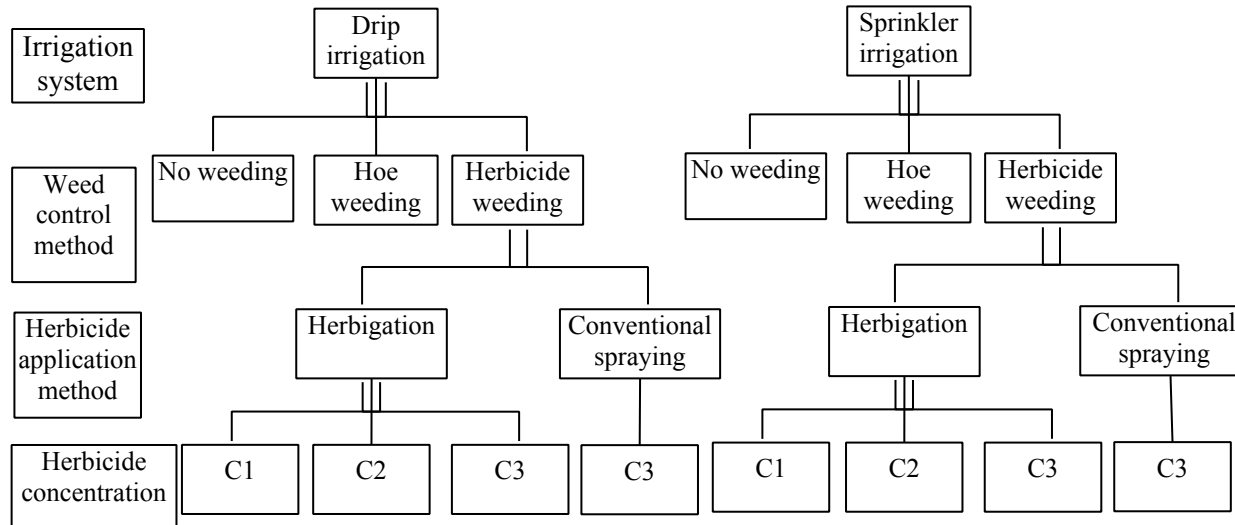 Irrigation
system
Drip
irrigation
Sprinkler
irrigation
Weed
control
method
No weeding
Hoe
weeding
Herbicide
weeding
No weeding
Hoe
weeding
Herbicide
weeding
Herbicide
application
method
Herbigation
Conventional
spraying
Herbigation
Conventional
spraying
Herbicide
concentration
C1
C2
C3
C3
C1
C2
C3
C3